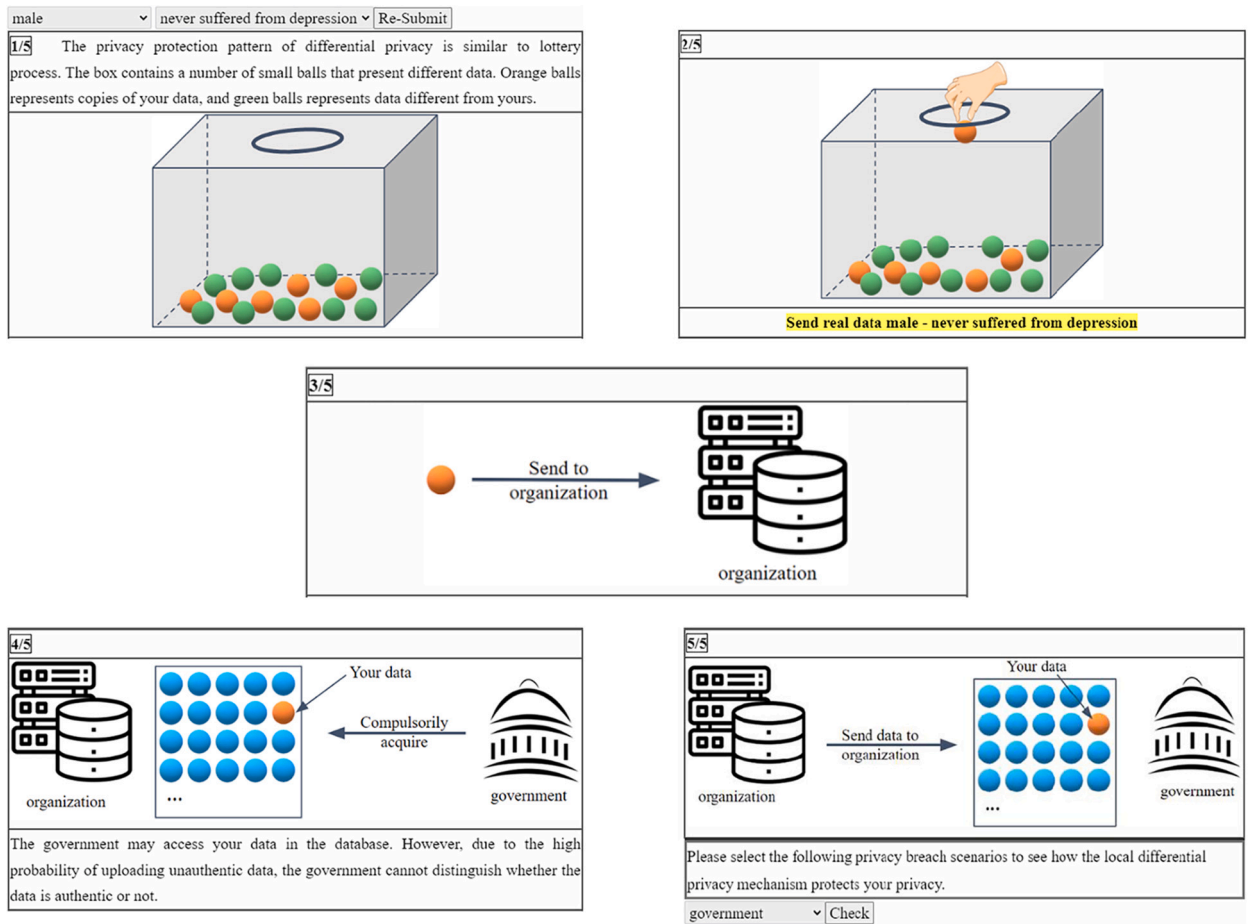 male never suffered from depression Re-Submit
1/5 The privacy protection pattern of differential privacy is similar to lottery
process. The box contains a number of small balls that present different data. Orange balls
represents copies of your data, and green balls represents data different from yours.
2/5
Send real data male - never suffered from depression
3/5
Send to
organization
organization
4/5
Your data
Compulsorily
acquire
organization
...
government
The government may access your data in the database. However, due to the high
probability of uploading unauthentic data, the government cannot distinguish whether the
data is authentic or not.
5/5
Your data
Send data to
organization
organization
...
government
Please select the following privacy breach scenarios to see how the local differential
privacy mechanism protects your privacy.
government Check